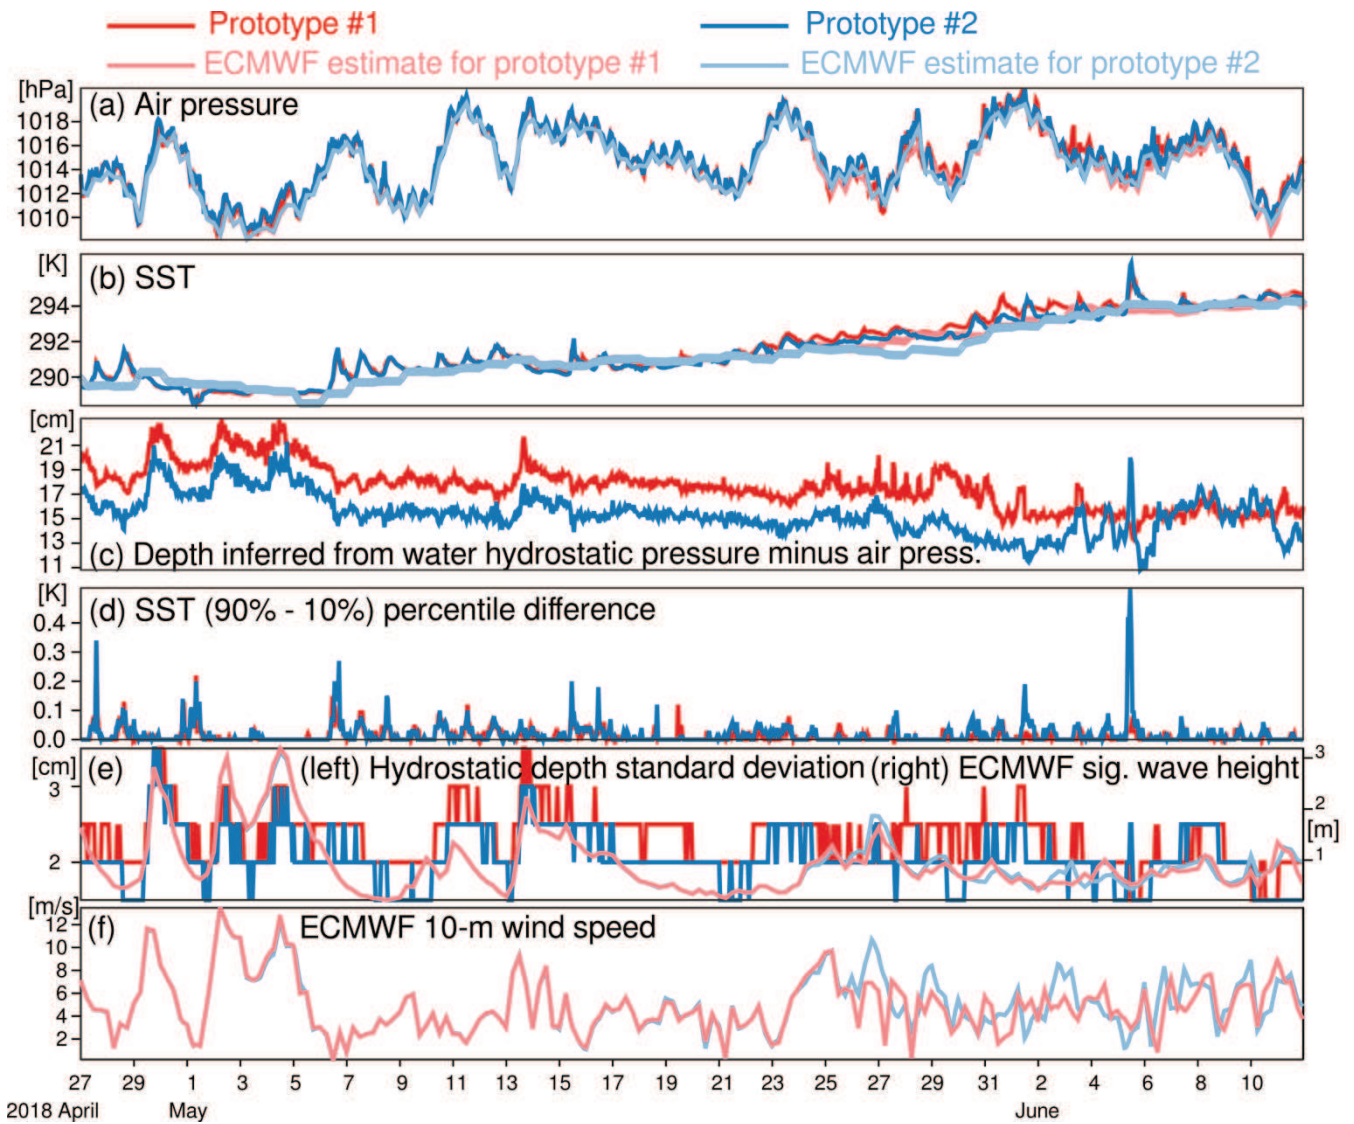 Prototype #1 Prototype #2
ECMWF estimate for prototype #1 ECMWF estimate for prototype #2
[hPa]
(a) Air pressure
1018
1016
1014
1012
1010
[K]
(b) SST
294
292
290
[cm]
21
19
17
15
13
11
(c) Depth inferred from water hydrostatic pressure minus air press.
[K]
(d) SST (90% - 10%) percentile difference
0.4
0.3
0.2
0.1
0.0
[cm]
(e) (left) Hydrostatic depth standard deviation (right) ECMWF sig. wave height
3
2
3
2
[m]
1
[m/s]
(f) ECMWF 10-m wind speed
12
10
8
6
4
2
27 29 1 3 5 7 9 11 13 15 17 19 21 23 25 27 29 31 2 4 6 8 10
2018 April May June